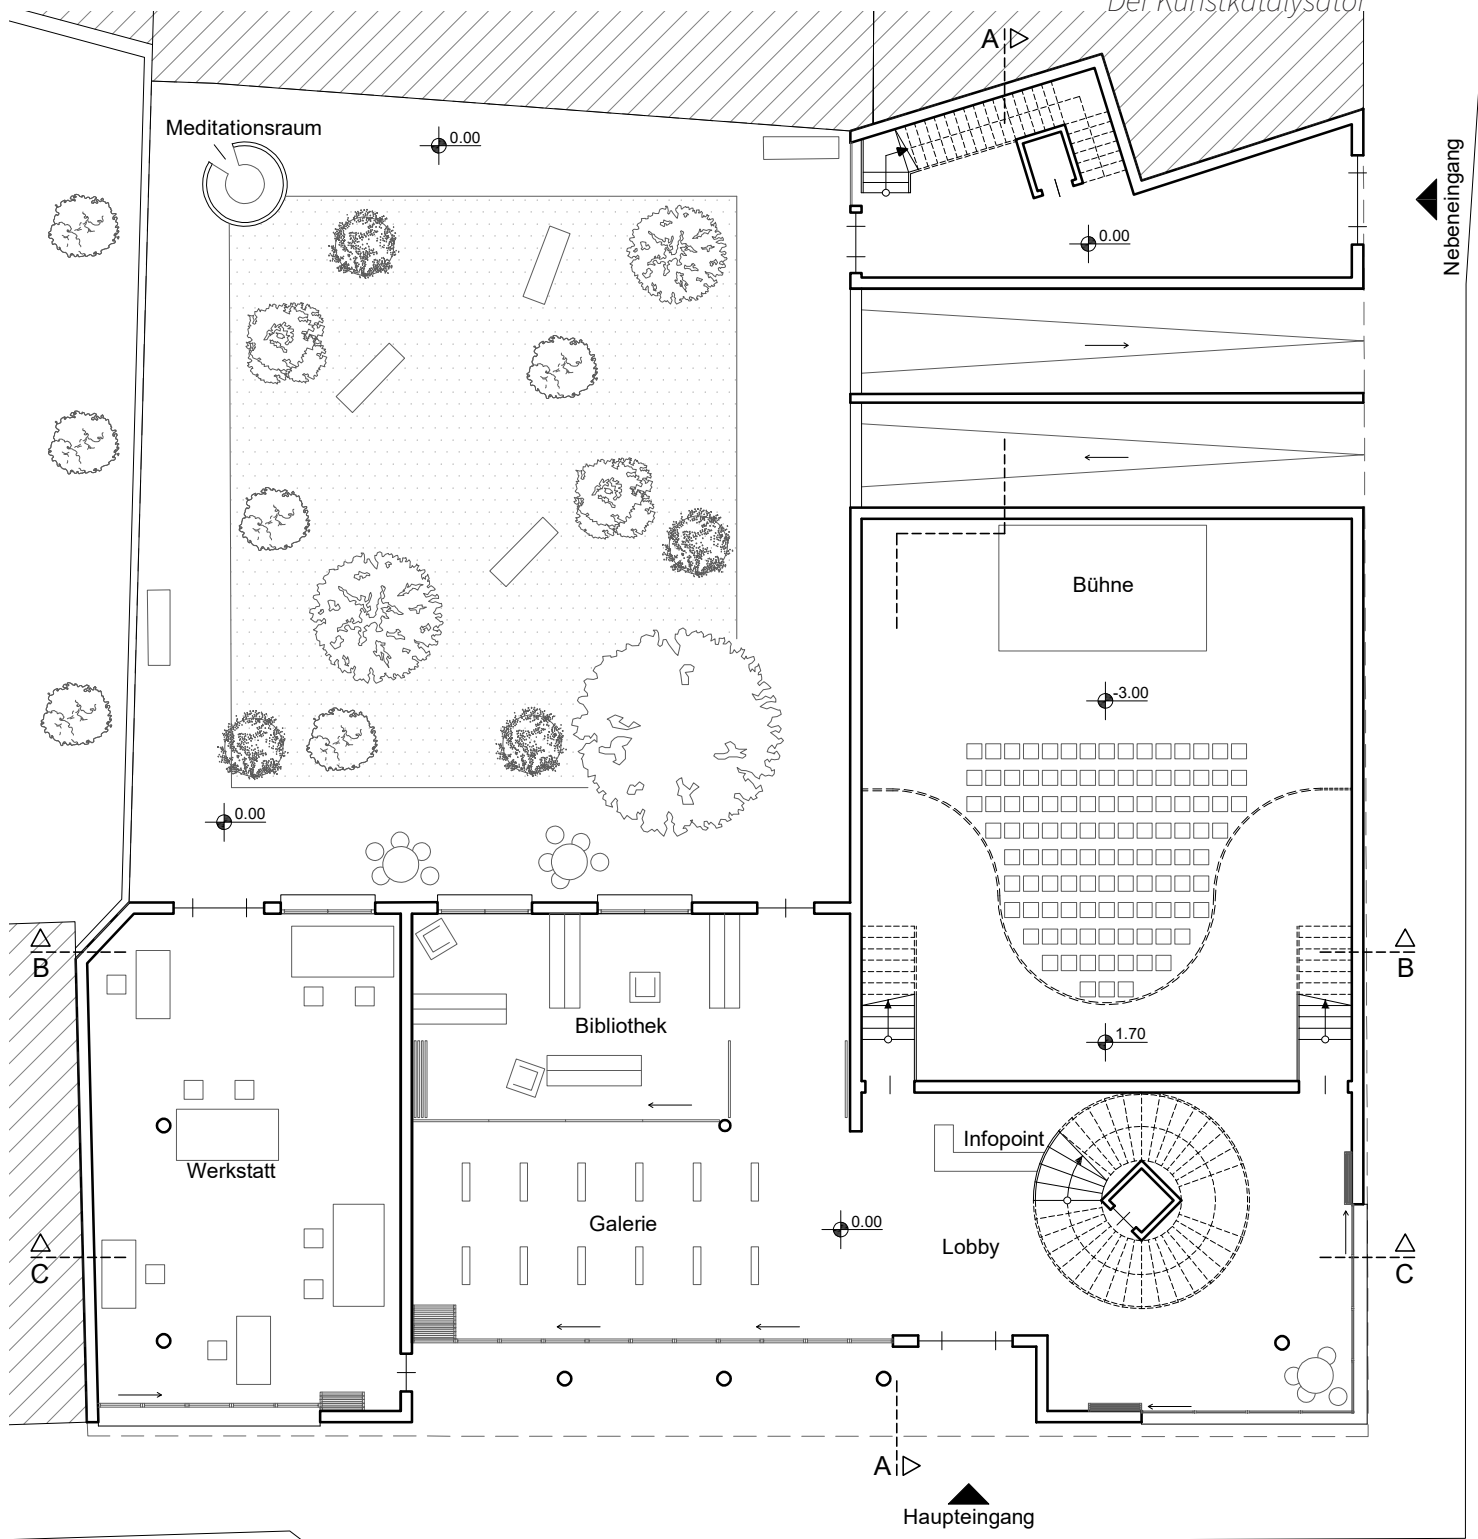 Der Kunstkatalysator
A
Meditationsraum
0.00
Nebeneingang
0.00
Bühne
-3.00
0.00
B
B
Bibliothek
1.70
Infopoint
Werkstatt
Galerie
0.00
Lobby
C
C
A
Haupteingang